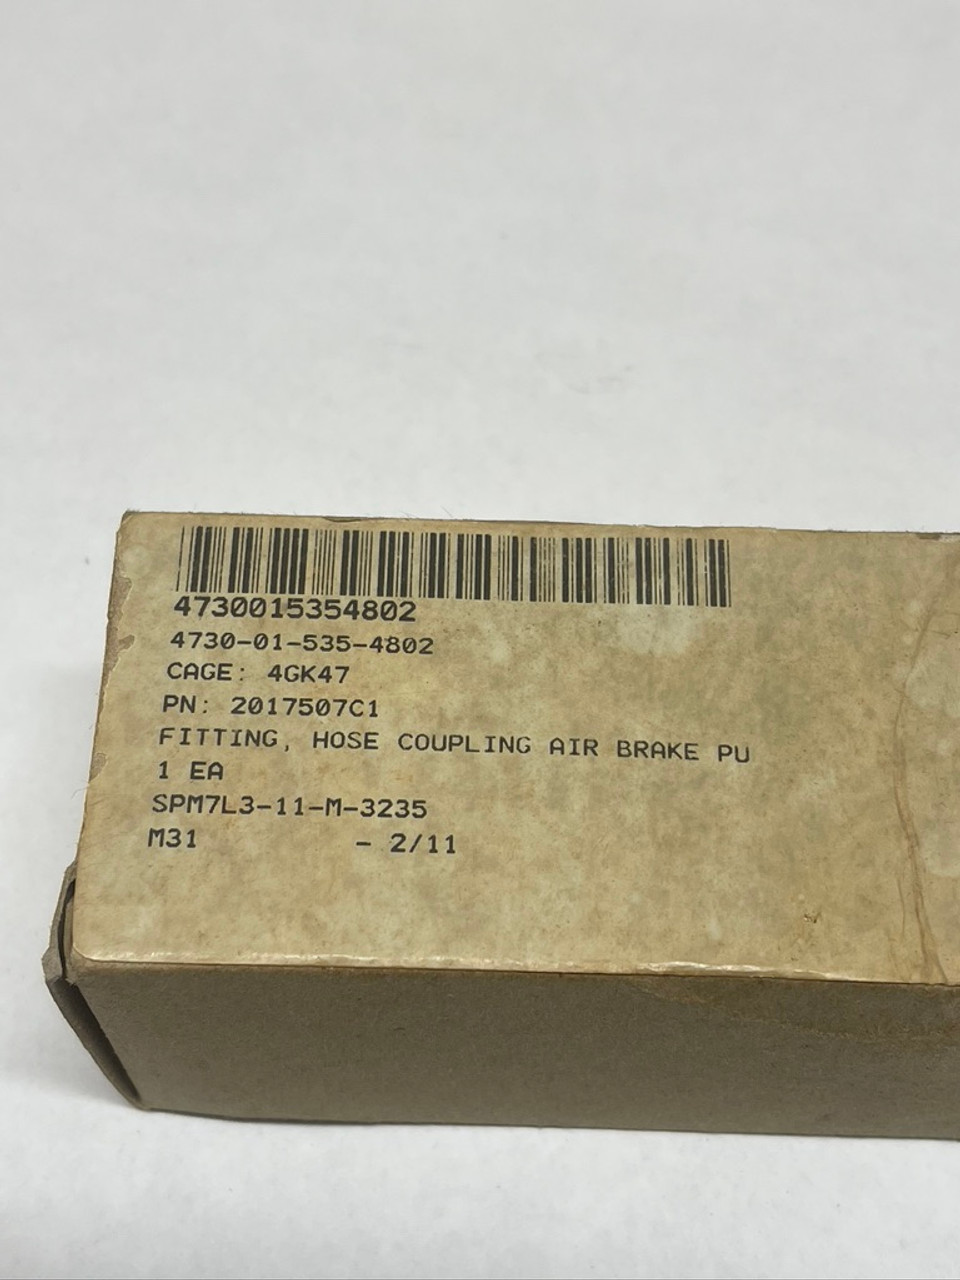 4730015354802
4730-01-535-4802
CAGE: 4GK47
PN: 2017507C1
FITTING, HOSE COUPLING AIR BRAKE PU
1 EA
SPM7L3-11-M-3235
M31 - 2/11